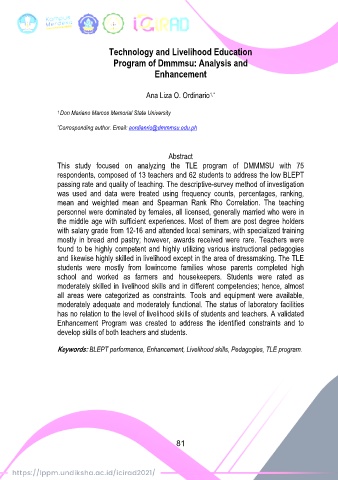 ICIRAD
Technology and Livelihood Education
Program of Dmmmsu: Analysis and
Enhancement
Ana Liza O. Ordinario1,*
1 Don Mariano Marcos Memorial State University
*Corresponding author. Email: aordianrio@dmmmsu.edu.ph
Abstract
This study focused on analyzing the TLE program of DMMMSU with 75
respondents, composed of 13 teachers and 62 students to address the low BLEPT
passing rate and quality of teaching. The descriptive-survey method of investigation
was used and data were treated using frequency counts, percentages, ranking,
mean and weighted mean and Spearman Rank Rho Correlation. The teaching
personnel were dominated by females, all licensed, generally married who were in
the middle age with sufficient experiences. Most of them are post degree holders
with salary grade from 12-16 and attended local seminars, with specialized training
mostly in bread and pastry; however, awards received were rare. Teachers were
found to be highly competent and highly utilizing various instructional pedagogies
and likewise highly skilled in livelihood except in the area of dressmaking. The TLE
students were mostly from lowincome families whose parents completed high
school and worked as farmers and housekeepers. Students were rated as
moderately skilled in livelihood skills and in different competencies; hence, almost
all areas were categorized as constraints. Tools and equipment were available,
moderately adequate and moderately functional. The status of laboratory facilities
has no relation to the level of livelihood skills of students and teachers. A validated
Enhancement Program was created to address the identified constraints and to
develop skills of both teachers and students.
Keywords: BLEPT performance, Enhancement, Livelihood skills, Pedagogies, TLE program.
81
https://lppm.undiksha.ac.id/icirad2021/